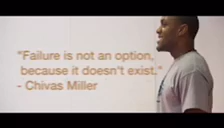 "Failure is not an option,
because it doesn't exist."
- Chivas Miller